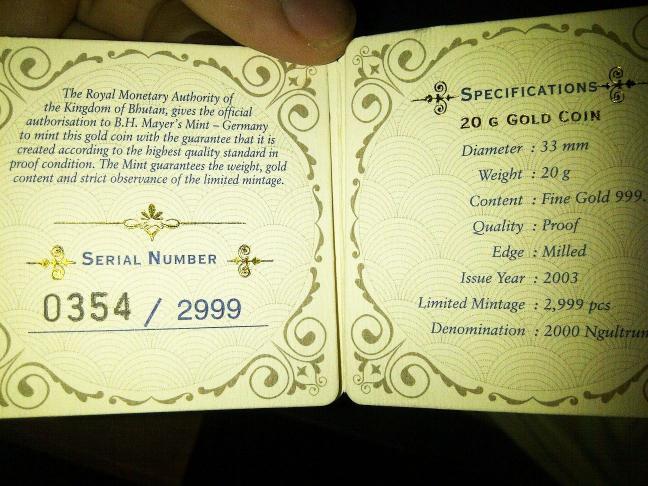 The Royal Monetary Authority of
the Kingdom of Bhutan, gives the official
authorisation to B.H. Mayer's Mint – Germany
to mint this gold coin with the guarantee that it is
created according to the highest quality standard in
proof condition. The Mint guarantees the weight, gold
content and strict observance of the limited mintage.
SERIAL NUMBER
0354 / 2999
SPECIFICATIONS
20 G GOLD COIN
Diameter : 33 mm
Weight : 20 g
Content : Fine Gold 999.
Quality : Proof
Edge : Milled
Issue Year : 2003
Limited Mintage : 2,999 pcs
Denomination : 2000 Ngultrum